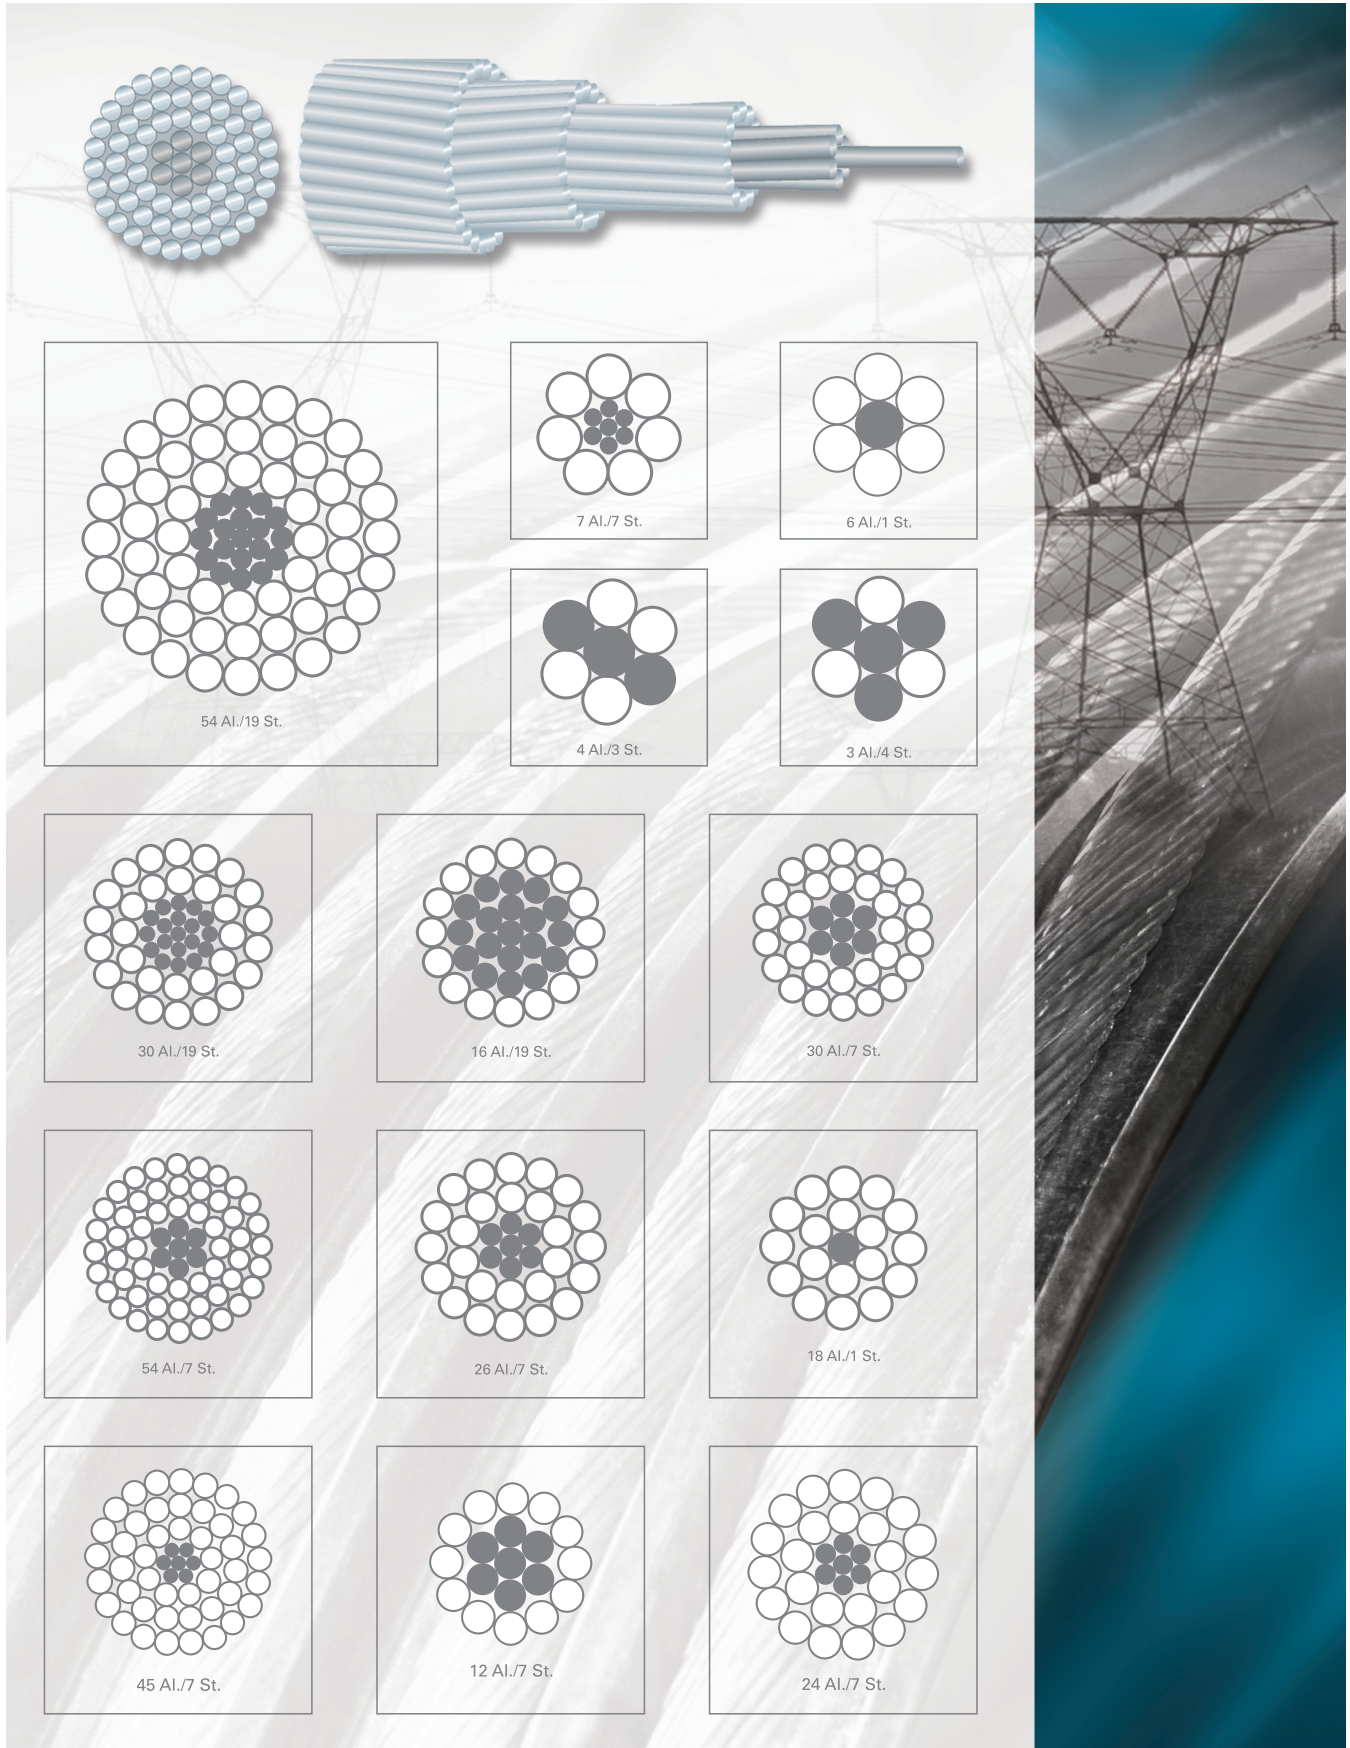 7 Al./7 St.
6 Al./1 St.
54 Al./19 St.
4 Al./3 St.
3 Al./4 St.
30 Al./19 St.
16 Al./19 St.
30 Al./7 St.
54 Al./7 St.
26 Al./7 St.
18 Al./1 St.
45 Al./7 St.
12 Al./7 St.
24 Al./7 St.